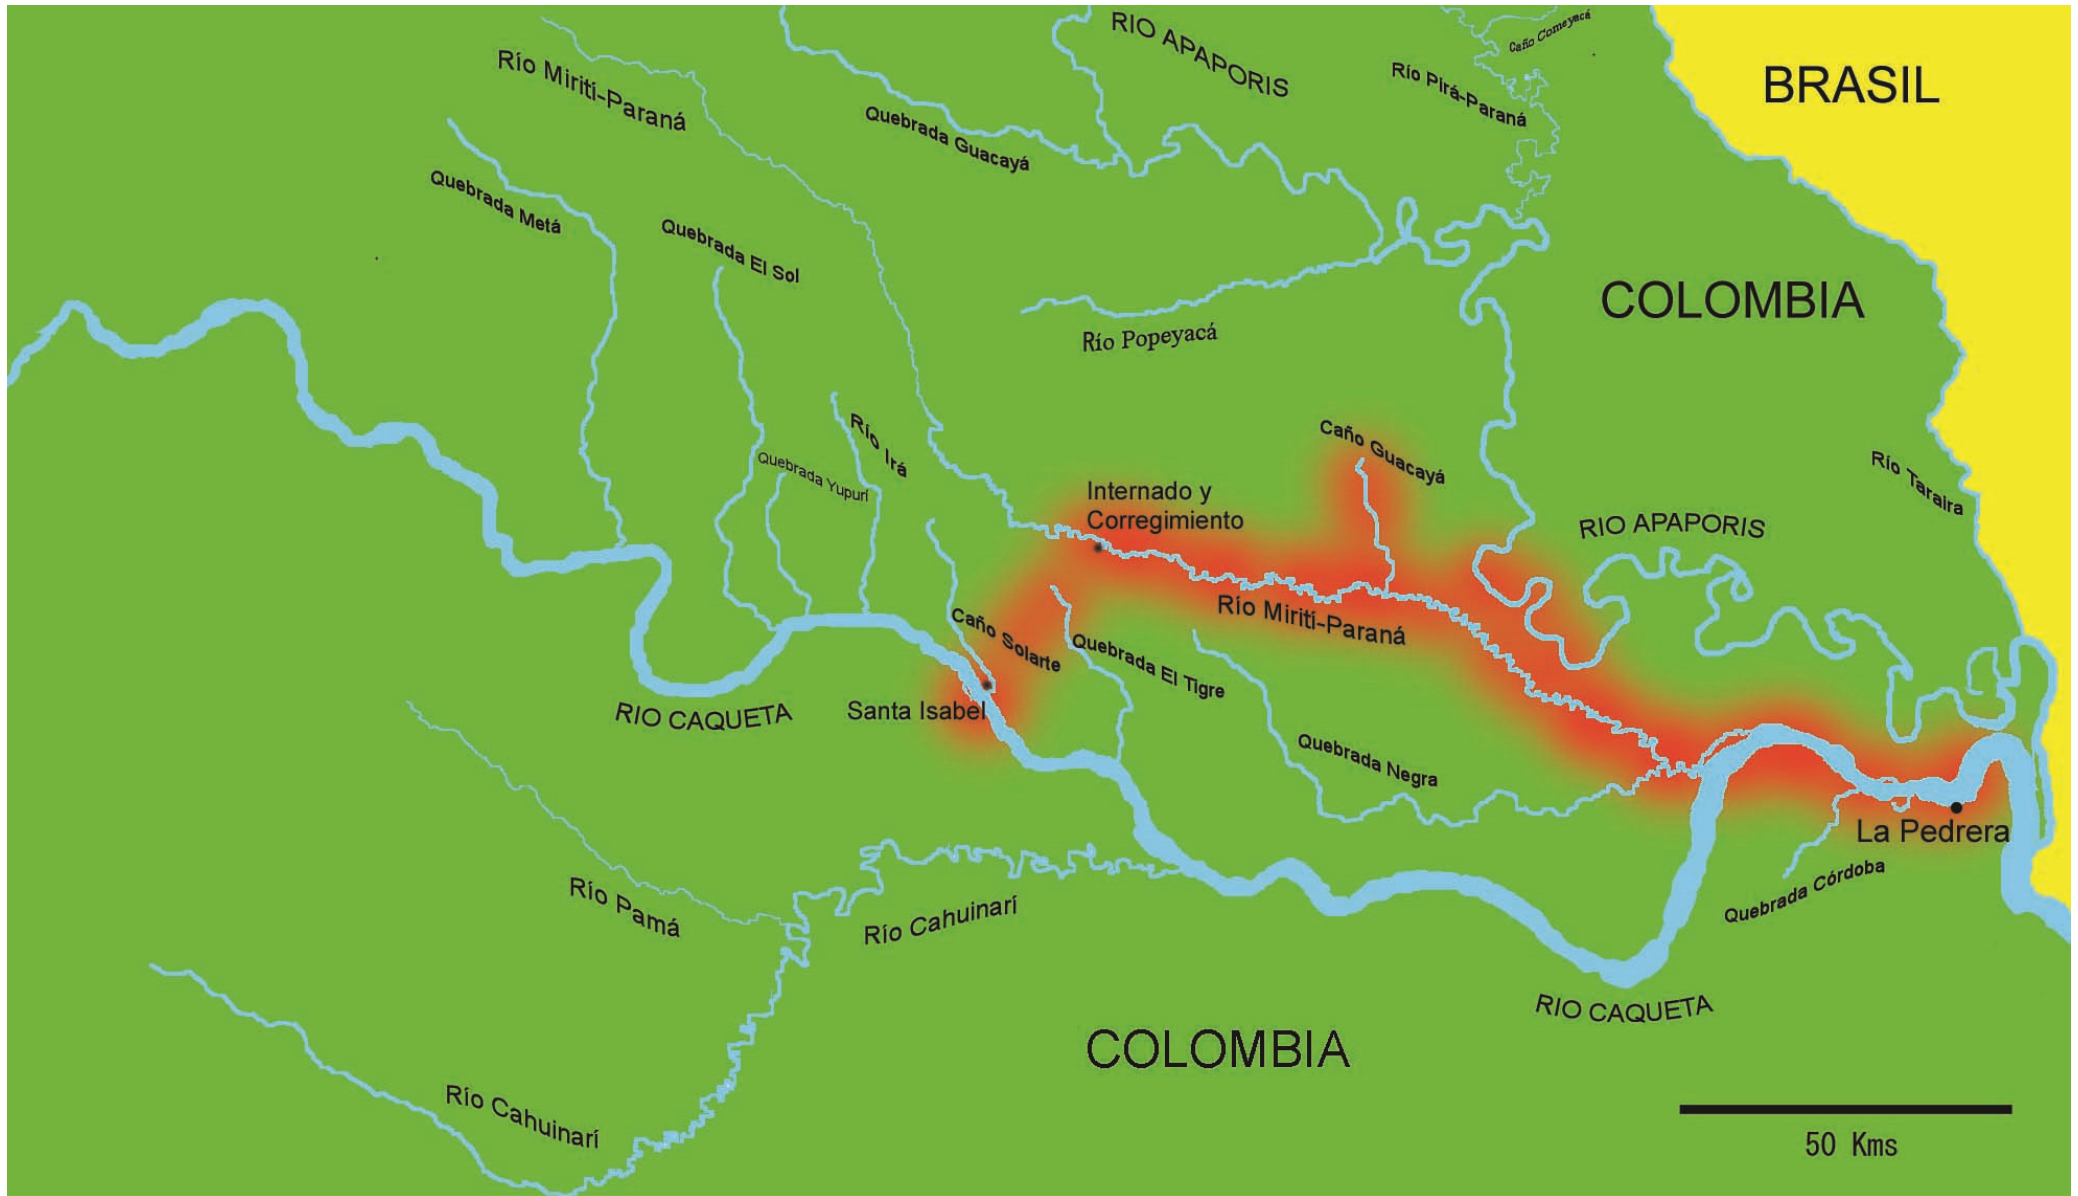 RIO APAPORIS
Caño Comeyacá
Río Mirití-Paraná
Río Pirá-Paraná
BRASIL
Quebrada Guacayá
Quebrada Metá
Quebrada El Sol
COLOMBIA
Río Popeyacá
Río Irá
Caño Guacayá
Quebrada Yupurí
Río Taraira
Internado y
Corregimiento
RIO APAPORIS
Río Mirití-Paraná
Caño Solarte
Quebrada El Tigre
Santa Isabel
RIO CAQUETA
Quebrada Negra
La Pedrera
Quebrada Córdoba
Río Pamá
Río Cahuinarí
RIO CAQUETA
COLOMBIA
Río Cahuinarí
50 Kms